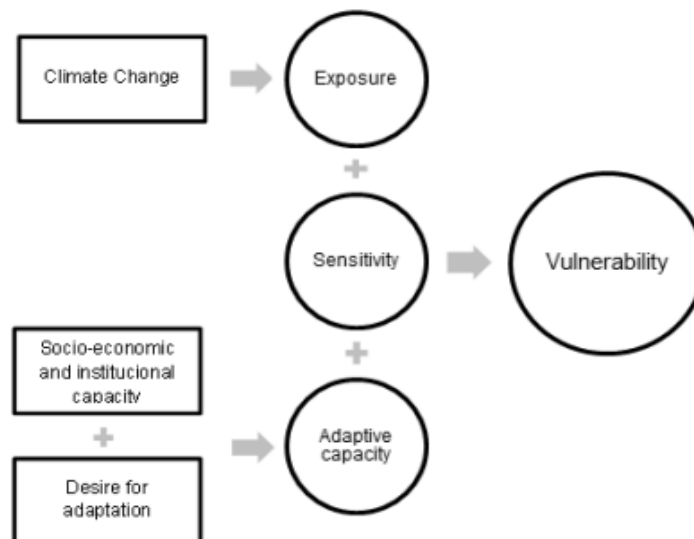 Climate Change
Exposure
+
Sensitivity
Vulnerability
+
Socio-economic
and institucional
capacity
+
Desire for
adaptation
Adaptive
capacity